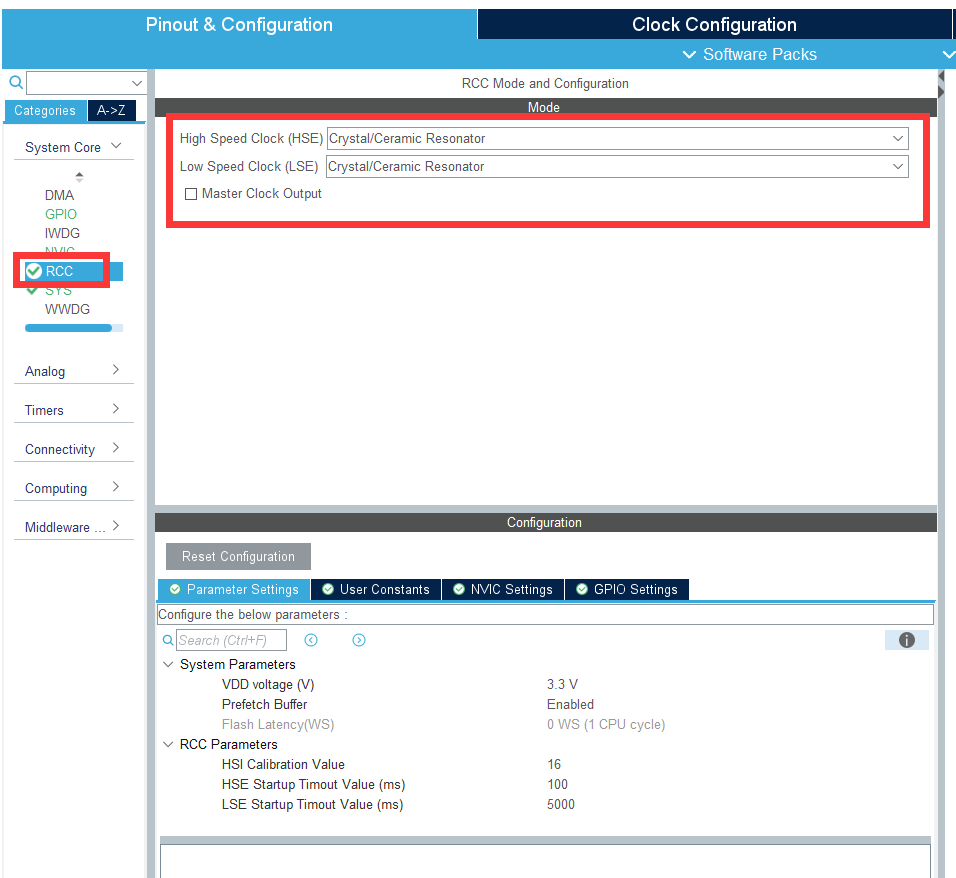 Pinout & Configuration
Clock Configuration
Software Packs
RCC Mode and Configuration
Categories
A->Z
Mode
System Core
High Speed Clock (HSE) Crystal/Ceramic Resonator
Low Speed Clock (LSE) Crystal/Ceramic Resonator
Master Clock Output
DMA
GPIO
IWDG
NVIC
RCC
SYS
WWDG
Analog
Timers
Connectivity
Computing
Middleware ...
Configuration
Reset Configuration
Parameter Settings
User Constants
NVIC Settings
GPIO Settings
Configure the below parameters :
Search (Ctrl+F)
System Parameters
VDD voltage (V) 3.3 V
Prefetch Buffer Enabled
Flash Latency(WS) 0 WS (1 CPU cycle)
RCC Parameters
HSI Calibration Value 16
HSE Startup Timout Value (ms) 100
LSE Startup Timout Value (ms) 5000